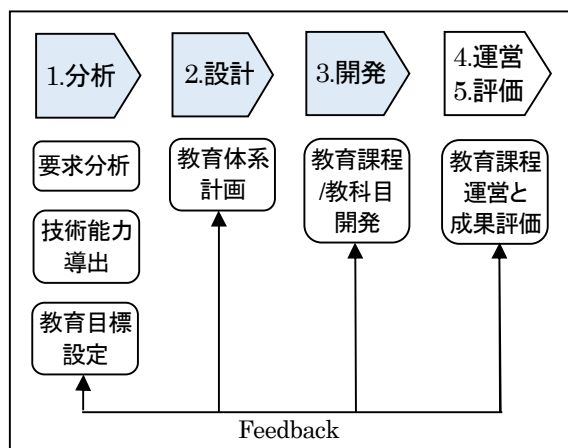 1.分析
2.設計
3.開発
4.運営
5.評価
要求分析
技術能力
導出
教育目標
設定
教育体系
計画
教育課程
/教科目
開発
教育課程
運営と
成果評価
Feedback